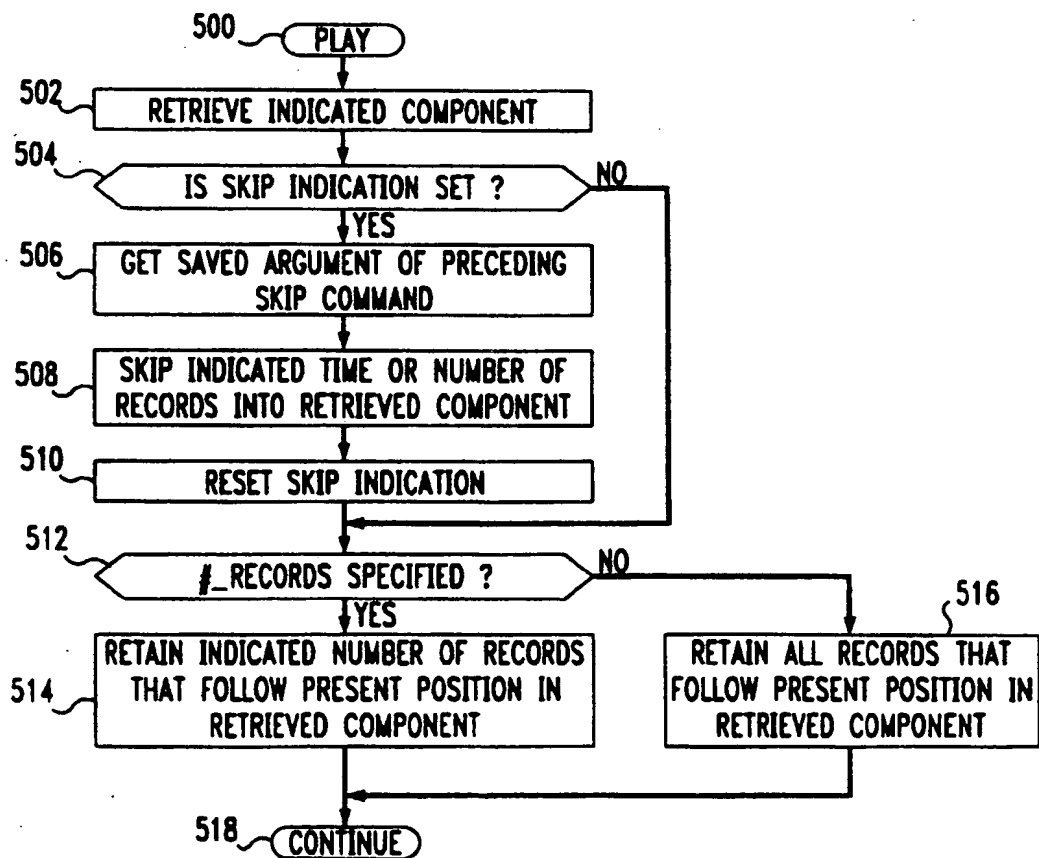 500
PLAY
502
RETRIEVE INDICATED COMPONENT
504
IS SKIP INDICATION SET ?
NO
YES
506
GET SAVED ARGUMENT OF PRECEDING
SKIP COMMAND
508
SKIP INDICATED TIME OR NUMBER OF
RECORDS INTO RETRIEVED COMPONENT
510
RESET SKIP INDICATION
512
#_RECORDS SPECIFIED ?
NO
YES
514
RETAIN INDICATED NUMBER OF RECORDS
THAT FOLLOW PRESENT POSITION IN
RETRIEVED COMPONENT
516
RETAIN ALL RECORDS THAT
FOLLOW PRESENT POSITION IN
RETRIEVED COMPONENT
518
CONTINUE